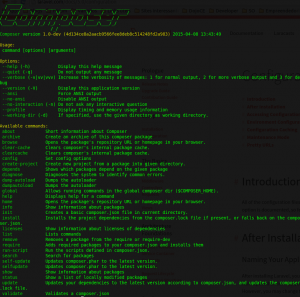 Composer version 1.0-dev 2015-04-08 15:42:49
Usage:
command [options] [arguments]
Options:
--help (-h) Display this help message
--quiet (-q) Do not output any message
--verbose (-v|vv|vvv) Increase the verbosity of messages: 1 for normal output, 2 for more verbose output and 3 for debug
--version (-V) Display this application version
--ansi Force ANSI output
--no-ansi Disable ANSI output
--no-interaction (-n) Do not ask any interactive question
--profile Display timing and memory usage information
--working-dir (-d) If specified, use the given directory as working directory.
Available commands:
about Short information about Composer
archive Create an archive of this composer package
browse Opens the package's repository URL or homepage in your browser.
clear-cache Clears composer's internal package cache.
clearcache Clears composer's internal package cache.
config Set config options
create-project Create new project from a package into given directory.
depends Shows which packages depend on the given package
diagnose Diagnoses the system to identify common errors.
dump-autoload Dumps the autoloader
dumpautoload Dumps the autoloader
global Allows running commands in the global composer dir ($COMPOSER_HOME).
help Displays help for a command
home Opens the package's repository URL or homepage in your browser.
info Show information about packages
init Creates a basic composer.json file in current directory.
install Installs the project dependencies from the composer.lock file if present, or falls back on the composer.json.
licenses Show information about licenses of dependencies
list Lists commands
remove Removes a package from the require or require-dev
require Adds required packages to your composer.json and installs them
run-script Run the scripts defined in composer.json.
search Search for packages
self-update Updates composer.phar to the latest version.
selfupdate Updates composer.phar to the latest version.
show Show information about packages
status Show a list of locally modified packages
update Updates your dependencies to the latest version according to composer.json, and updates the composer.lock file.
validate Validates a composer.json
Introduction
After Install